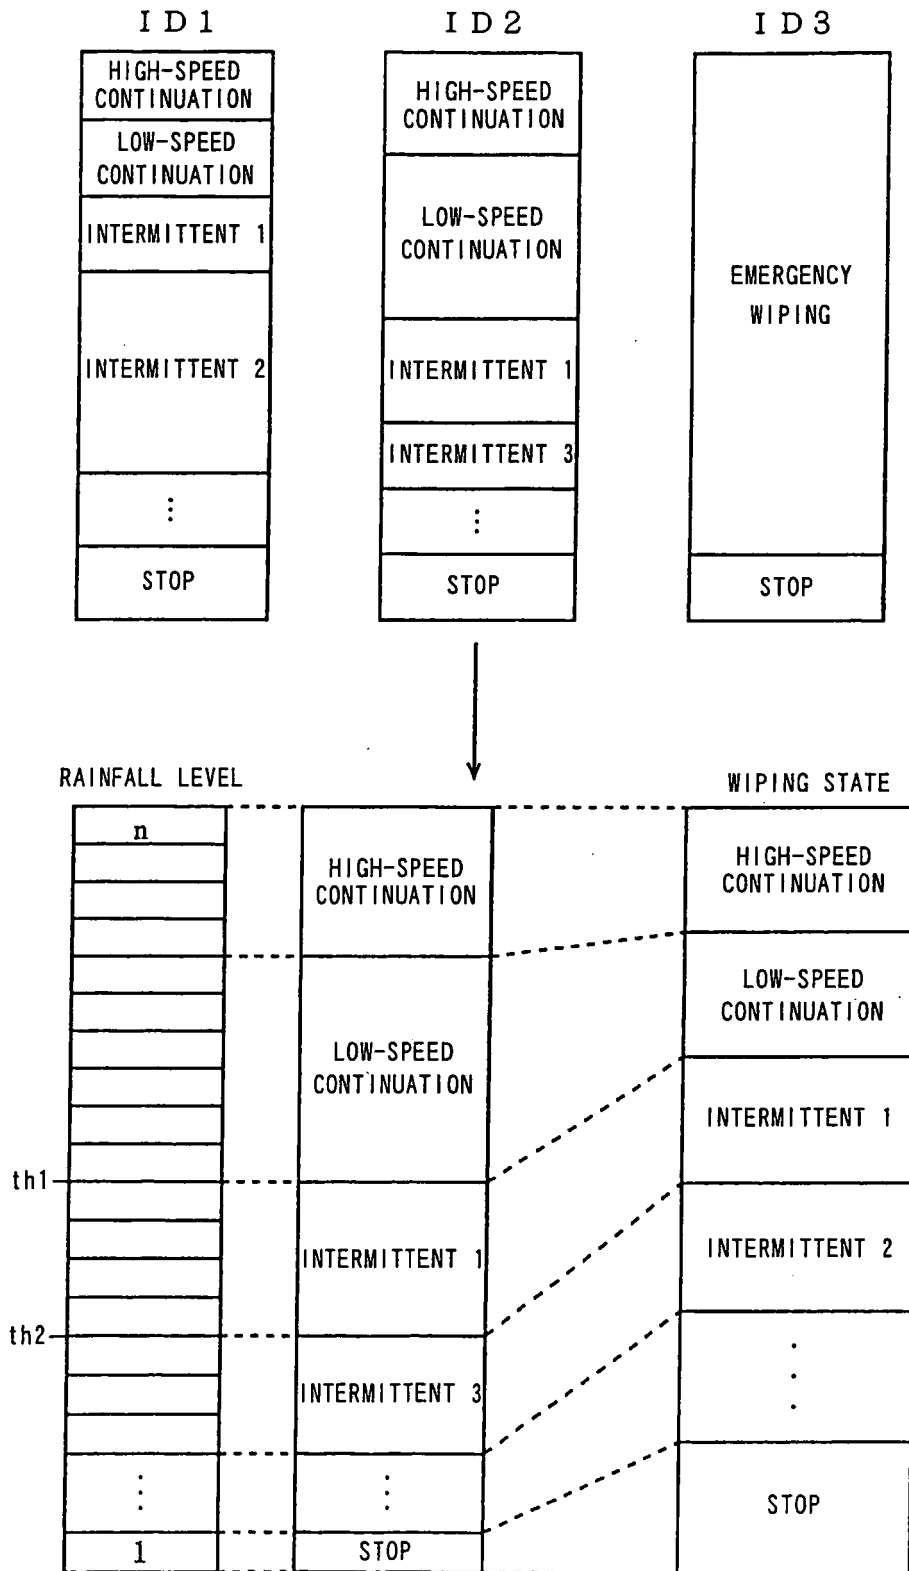 ID1
ID2
ID3
HIGH-SPEED
CONTINUATION
LOW-SPEED
CONTINUATION
INTERMITTENT 1
INTERMITTENT 2
⋮
STOP
HIGH-SPEED
CONTINUATION
LOW-SPEED
CONTINUATION
INTERMITTENT 1
INTERMITTENT 3
⋮
STOP
EMERGENCY
WIPING
STOP
RAINFALL LEVEL
n
th1
th2
⋮
1
HIGH-SPEED
CONTINUATION
LOW-SPEED
CONTINUATION
INTERMITTENT 1
INTERMITTENT 3
⋮
STOP
WIPING STATE
HIGH-SPEED
CONTINUATION
LOW-SPEED
CONTINUATION
INTERMITTENT 1
INTERMITTENT 2
⋮
STOP